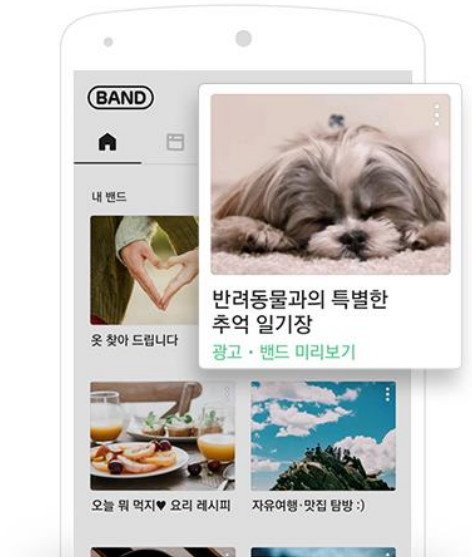 BAND
내 밴드
반려동물과의 특별한
추억 일기장
광고 · 밴드 미리보기
옷 찾아 드립니다
오늘 뭐 먹지♥ 요리 레시피
자유여행·맛집 탐방 :)